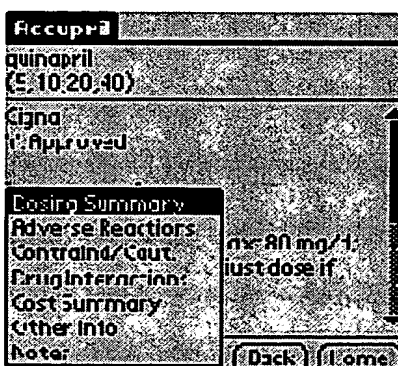 Accupril
quinapril
(5,10,20,40)
Cigna
Approved
Dosing Summary
Adverse Reactions
Contraind/Caut.
Drug Interactions
Cost Summary
Other Info
Notes
80 mg/d;
just dose if
Back Home